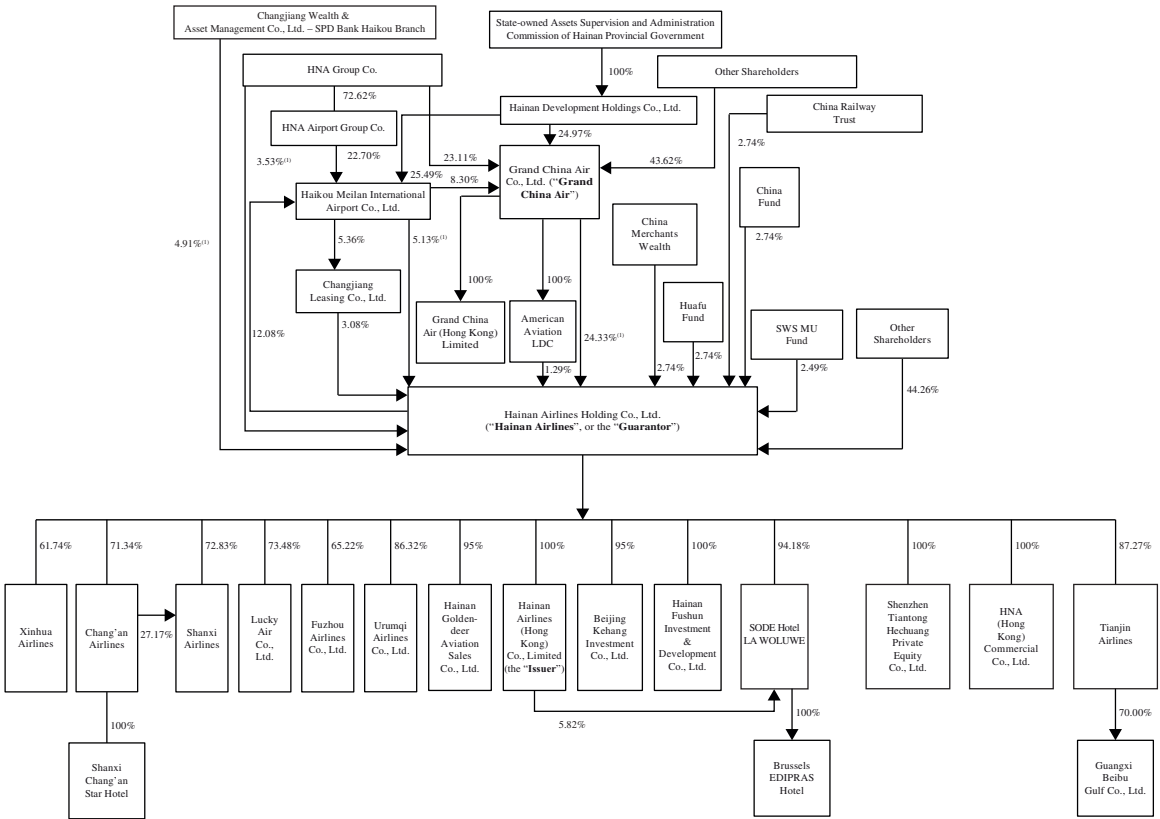 Changjiang Wealth &
Asset Management Co., Ltd. – SPD Bank Haikou Branch
State-owned Assets Supervision and Administration
Commission of Hainan Provincial Government
HNA Group Co.
100%
Other Shareholders
72.62%
Hainan Development Holdings Co., Ltd.
China Railway
Trust
HNA Airport Group Co.
24.97%
2.74%
3.53%(1)
22.70%
23.11%
43.62%
Grand China Air
Co., Ltd. (“Grand
China Air”)
25.49%
8.30%
China
Fund
Haikou Meilan International
Airport Co., Ltd.
China
Merchants
Wealth
4.91%(1)
5.36%
5.13%(1)
2.74%
Changjiang
Leasing Co., Ltd.
100%
100%
Huafu
Fund
Grand China
Air (Hong Kong)
Limited
American
Aviation
LDC
SWS MU
Fund
Other
Shareholders
12.08%
3.08%
24.33%(1)
2.74%
1.29%
2.74%
2.49%
44.26%
Hainan Airlines Holding Co., Ltd.
(“Hainan Airlines”, or the “Guarantor”)
61.74%
71.34%
72.83%
73.48%
65.22%
86.32%
95%
100%
95%
100%
94.18%
100%
100%
87.27%
Xinhua
Airlines
Chang’an
Airlines
27.17%
Shanxi
Airlines
Lucky
Air
Co.,
Ltd.
Fuzhou
Airlines
Co., Ltd.
Urumqi
Airlines
Co., Ltd.
Hainan
Golden-
deer
Aviation
Sales
Co., Ltd.
Hainan
Airlines
(Hong
Kong)
Co., Limited
(the “Issuer”)
Beijing
Kehang
Investment
Co., Ltd.
Hainan
Fushun
Investment
&
Development
Co., Ltd.
SODE Hotel
LA WOLUWE
Shenzhen
Tiantong
Hechuang
Private
Equity
Co., Ltd.
HNA
(Hong
Kong)
Commercial
Co., Ltd.
Tianjin
Airlines
100%
5.82%
100%
70.00%
Shanxi
Chang’an
Star Hotel
Brussels
EDIPRAS
Hotel
Guangxi
Beibu
Gulf Co., Ltd.